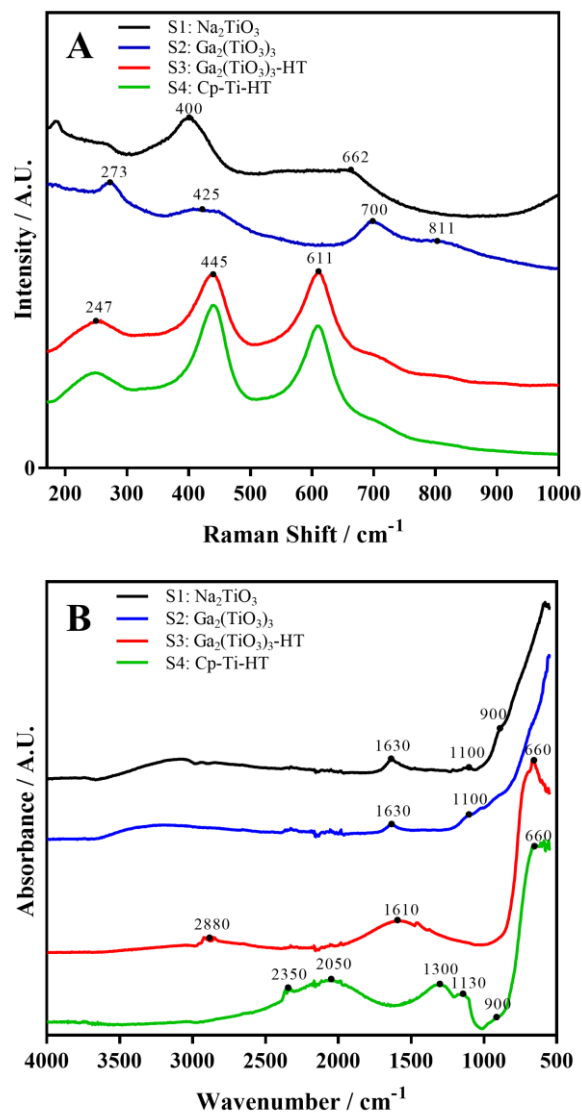 A
S1: Na₂TiO₃
S2: Ga₂(TiO₃)₃
S3: Ga₂(TiO₃)₃-HT
S4: Cp-Ti-HT
400
662
273
425
700
811
247
445
611
Intensity / A.U.
0
200 300 400 500 600 700 800 900 1000
Raman Shift / cm⁻¹
B
S1: Na₂TiO₃
S2: Ga₂(TiO₃)₃
S3: Ga₂(TiO₃)₃-HT
S4: Cp-Ti-HT
1630
1100
900
1630
1100
660
2880
1610
660
2350
2050
1300
1130
900
Absorbance / A.U.
4000 3500 3000 2500 2000 1500 1000 500
Wavenumber / cm⁻¹